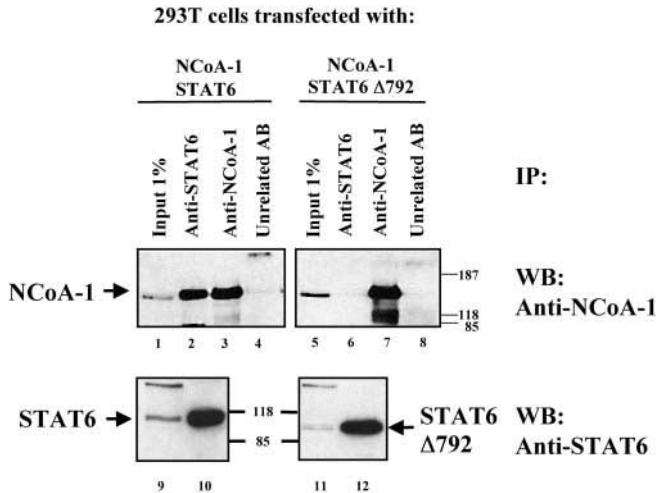 293T cells transfected with:
NCoA-1
STAT6
NCoA-1
STAT6 Δ792
Input 1%
Anti-STAT6
Anti-NCoA-1
Unrelated AB
Input 1%
Anti-STAT6
Anti-NCoA-1
Unrelated AB
IP:
NCoA-1
187
118
85
WB:
Anti-NCoA-1
1 2 3 4 5 6 7 8
STAT6
118
85
STAT6
Δ792
WB:
Anti-STAT6
9 10 11 12